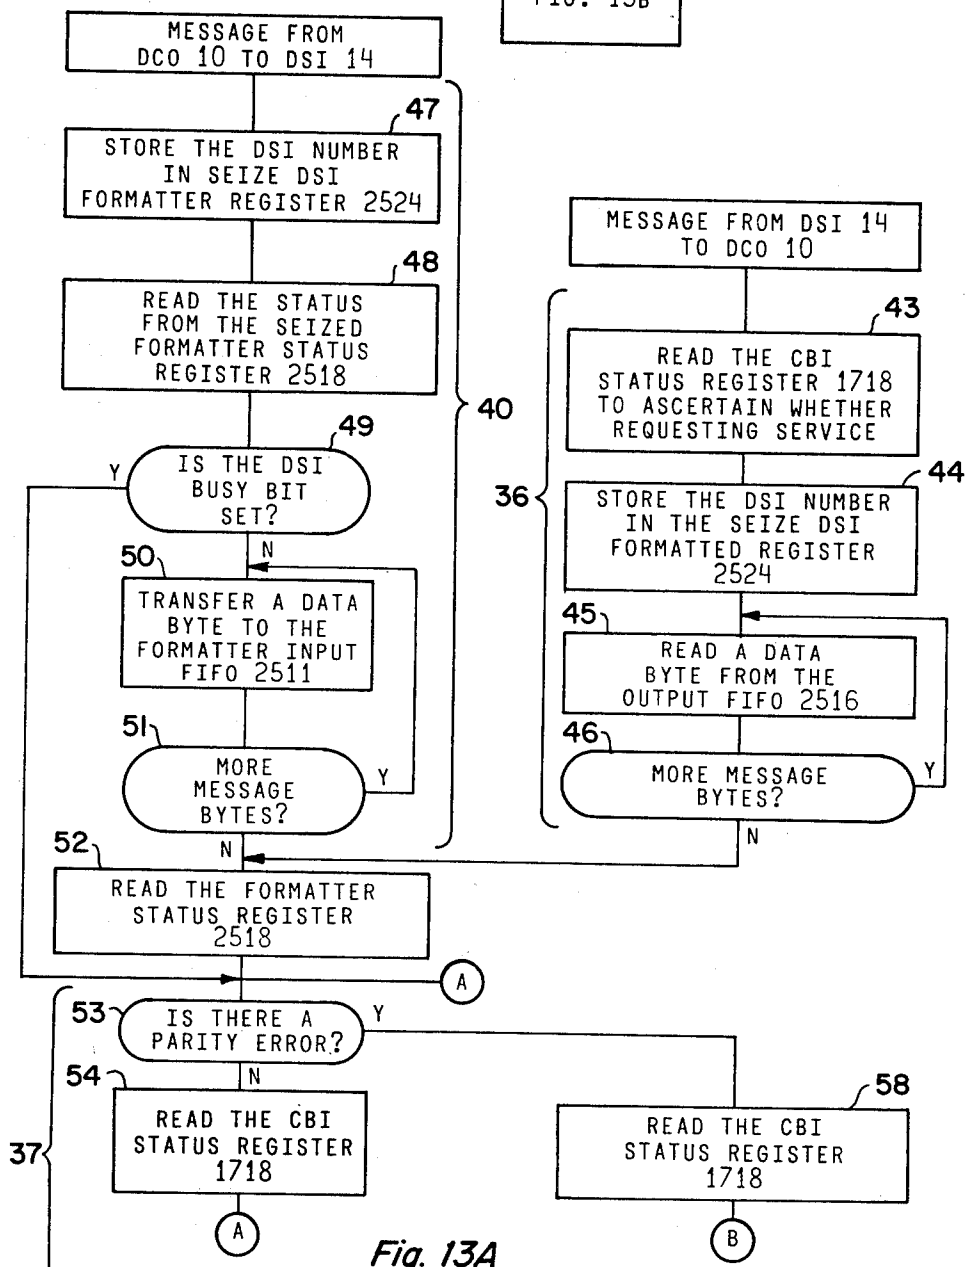 FIG. 13B
MESSAGE FROM
DCO 10 TO DSI 14
47
STORE THE DSI NUMBER
IN SEIZE DSI
FORMATTER REGISTER 2524
48
READ THE STATUS
FROM THE SEIZED
FORMATTER STATUS
REGISTER 2518
40
49
IS THE DSI
BUSY BIT
SET?
Y
N
50
TRANSFER A DATA
BYTE TO THE
FORMATTER INPUT
FIFO 2511
51
MORE
MESSAGE
BYTES?
Y
N
MESSAGE FROM DSI 14
TO DCO 10
43
READ THE CBI
STATUS REGISTER 1718
TO ASCERTAIN WHETHER
REQUESTING SERVICE
36
44
STORE THE DSI NUMBER
IN THE SEIZE DSI
FORMATTED REGISTER
2524
45
READ A DATA
BYTE FROM THE
OUTPUT FIFO 2516
46
MORE MESSAGE
BYTES?
Y
N
52
READ THE FORMATTER
STATUS REGISTER
2518
A
53
IS THERE A
PARITY ERROR?
Y
N
54
READ THE CBI
STATUS REGISTER
1718
37
A
58
READ THE CBI
STATUS REGISTER
1718
B
Fig. 13A